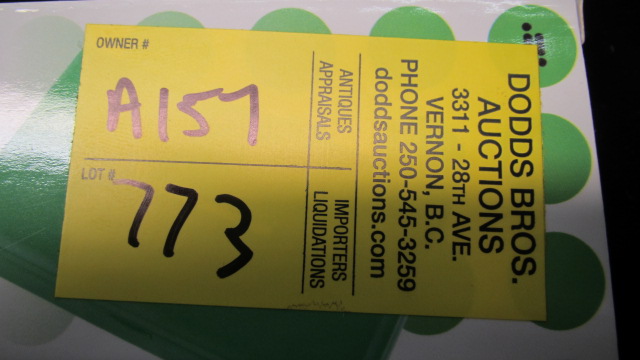 DODDS BROS.
AUCTIONS
3311 - 28TH AVE.
VERNON, B.C.
PHONE 250-545-3259
doddsauctions.com
ANTIQUES
APPRAISALS
IMPORTERS
LIQUIDATIONS
OWNER #
A157
LOT #
773